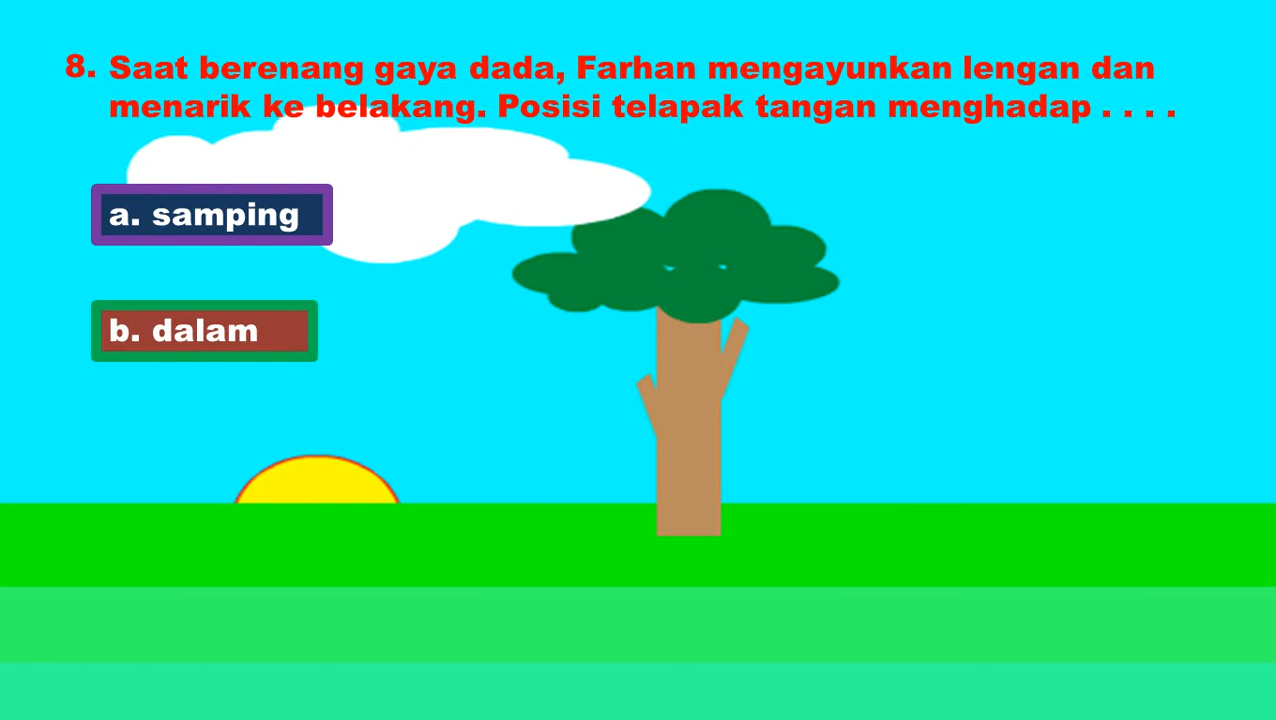 8. Saat berenang gaya dada, Farhan mengayunkan lengan dan
menarik ke belakang. Posisi telapak tangan menghadap . . . .
a. samping
b. dalam